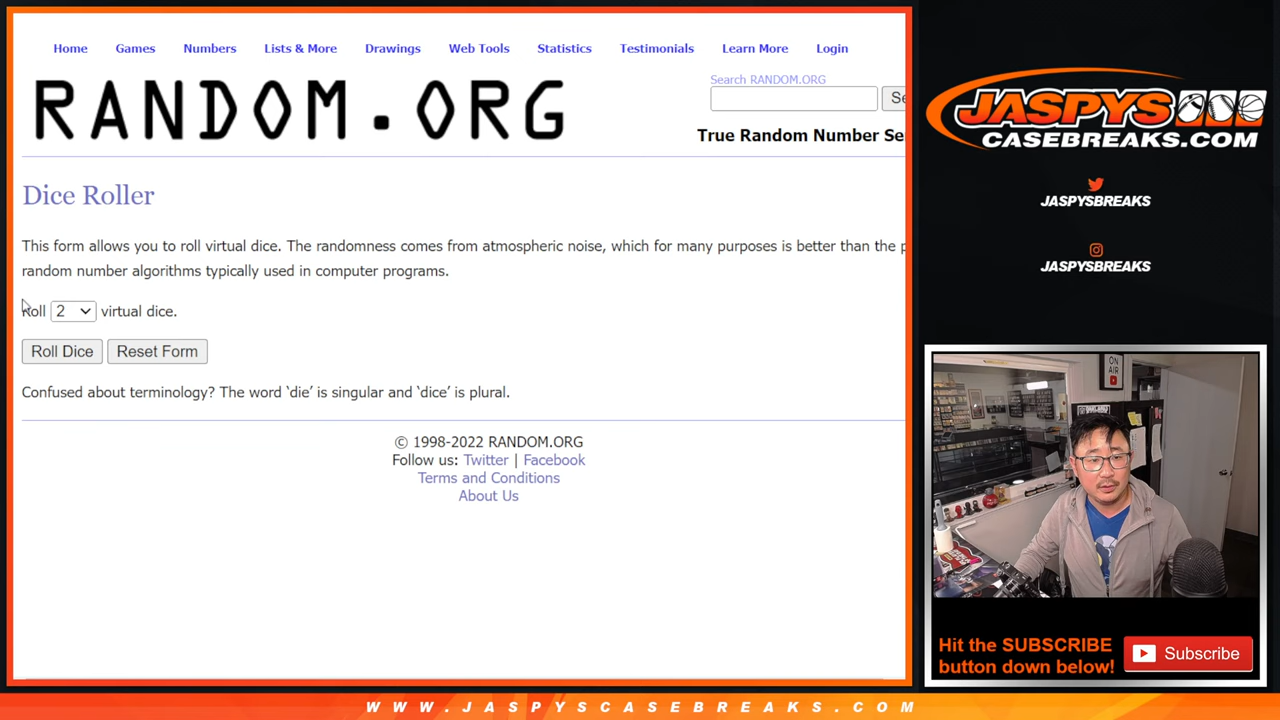 Home Games Numbers Lists & More Drawings Web Tools Statistics Testimonials Learn More Login
RANDOM.ORG
Search RANDOM.ORG
Se
True Random Number Se
Dice Roller
This form allows you to roll virtual dice. The randomness comes from atmospheric noise, which for many purposes is better than the p
random number algorithms typically used in computer programs.
Roll 2 virtual dice.
Roll Dice Reset Form
Confused about terminology? The word ‘die’ is singular and ‘dice’ is plural.
© 1998-2022 RANDOM.ORG
Follow us: Twitter | Facebook
Terms and Conditions
About Us
JASPYS
CASEBREAKS.COM
JASPYSBREAKS
JASPYSBREAKS
ON AIR
Hit the SUBSCRIBE
button down below!
Subscribe
WWW.JASPYSCASEBREAKS.COM